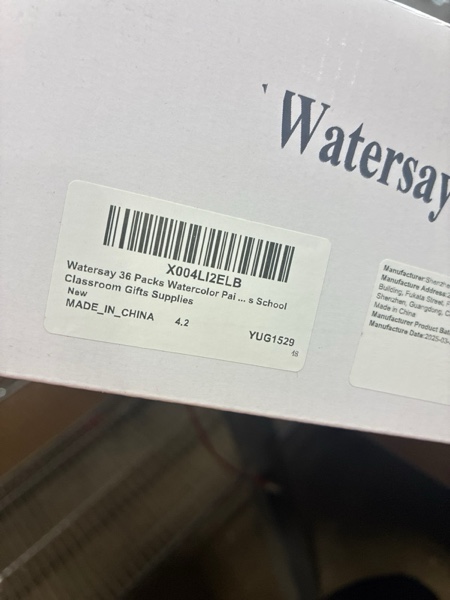 Watersay
X004LI2ELB
Watersay 36 Packs Watercolor Pai ... s School
Classroom Gifts Supplies
New
MADE_IN_CHINA 4.2
YUG1529
Manufacturer:
Manufacture Address:
Building, Fukata Street,
Shenzhen, Guangdong,
Made in China
Manufacturer Product
Manufacture Date:2025-03-